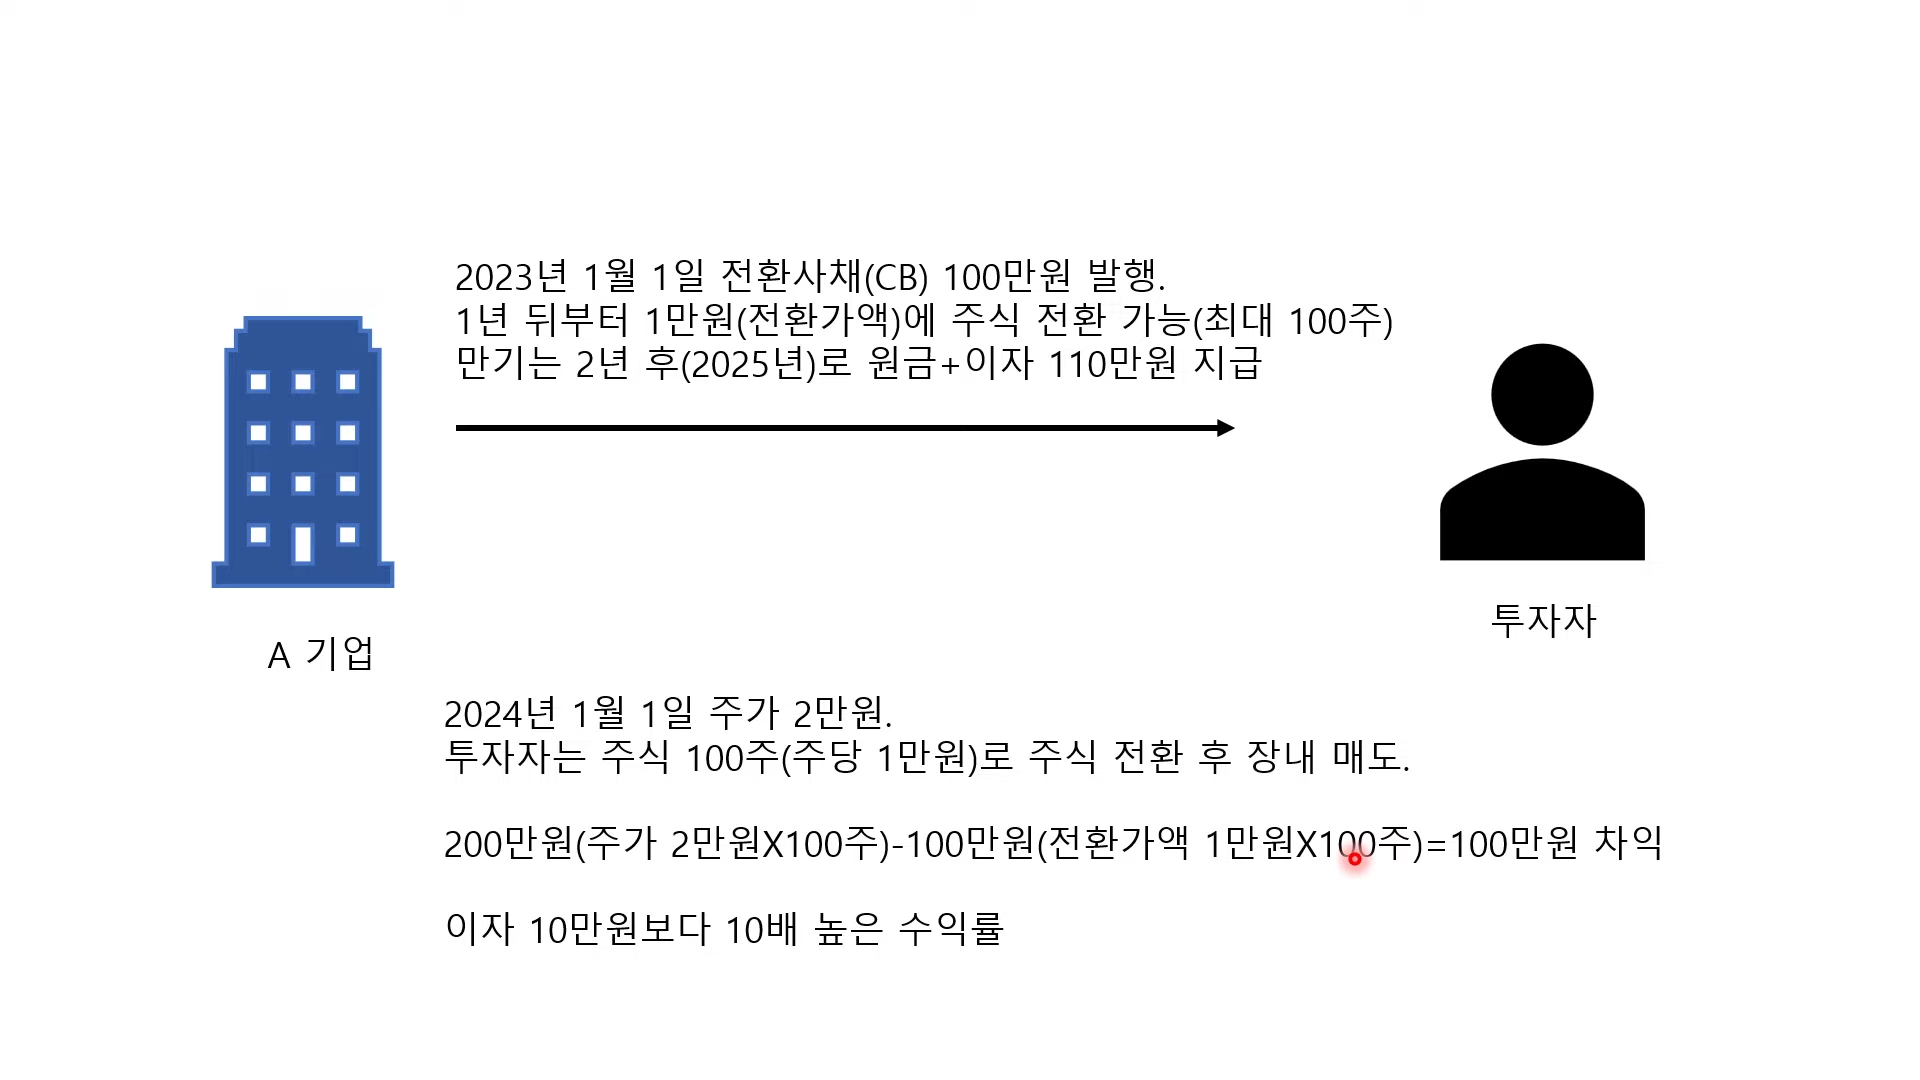 2023년 1월 1일 전환사채(CB) 100만원 발행.
1년 뒤부터 1만원(전환가액)에 주식 전환 가능(최대 100주)
만기는 2년 후(2025년)로 원금+이자 110만원 지급
투자자
A 기업
2024년 1월 1일 주가 2만원.
투자자는 주식 100주(주당 1만원)로 주식 전환 후 장내 매도.
200만원(주가 2만원X100주)-100만원(전환가액 1만원X100주)=100만원 차익
이자 10만원보다 10배 높은 수익률